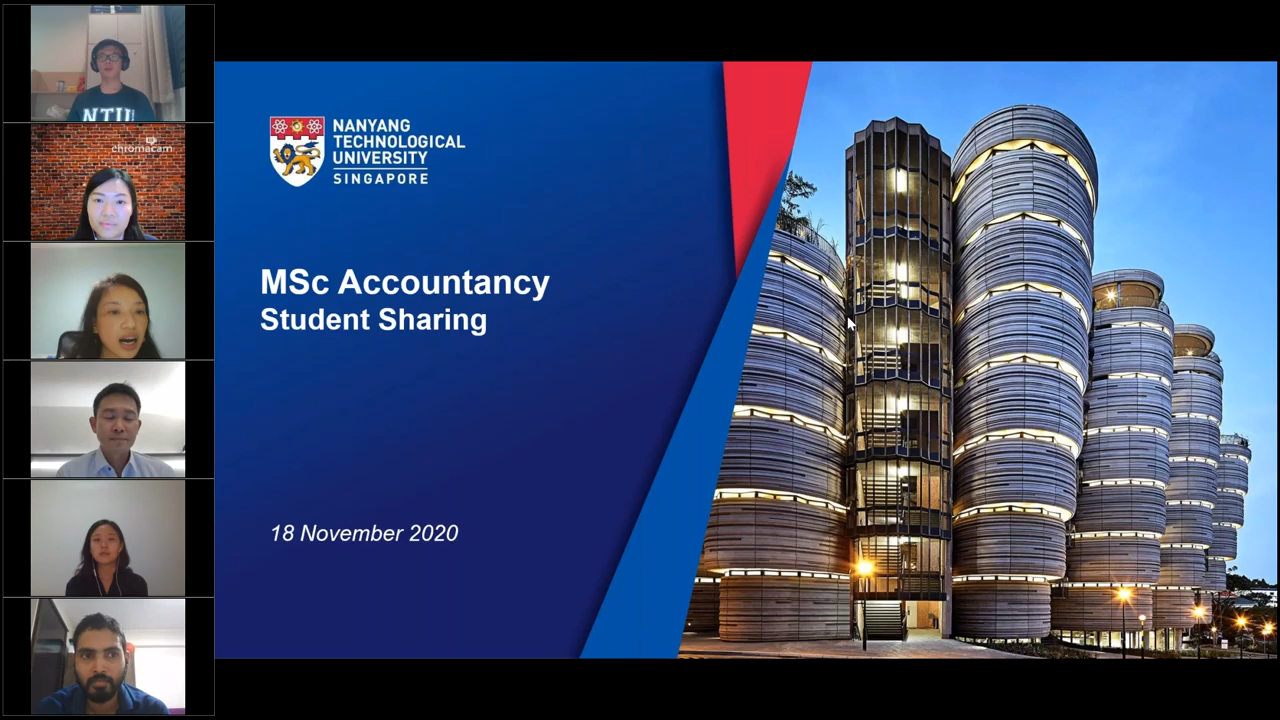 NTU
chromacam
NANYANG
TECHNOLOGICAL
UNIVERSITY
SINGAPORE
MSc Accountancy
Student Sharing
18 November 2020